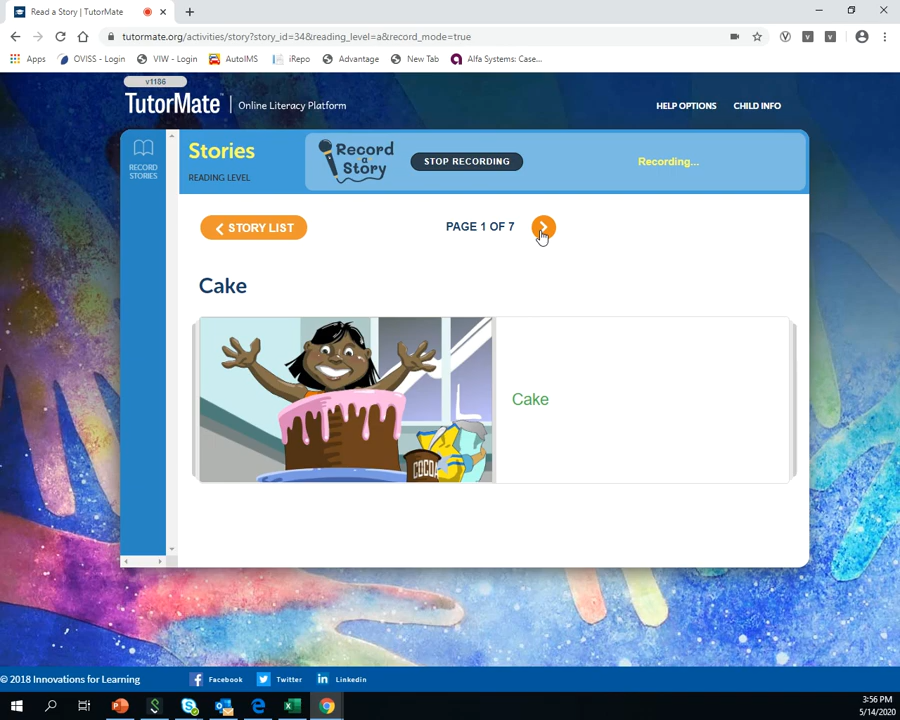 Read a Story | TutorMate
tutormate.org/activities/story?story_id=34&reading_level=a&record_mode=true
Apps OVISS - Login VIW - Login AutoIMS iRepo Advantage New Tab Alfa Systems: Case...
v1186
TutorMate Online Literacy Platform HELP OPTIONS CHILD INFO
RECORD STORIES
Stories
READING LEVEL
Record a Story
STOP RECORDING
Recording...
STORY LIST
PAGE 1 OF 7
Cake
COCOA
Cake
© 2018 Innovations for Learning Facebook Twitter Linkedin
3:56 PM
5/14/2020